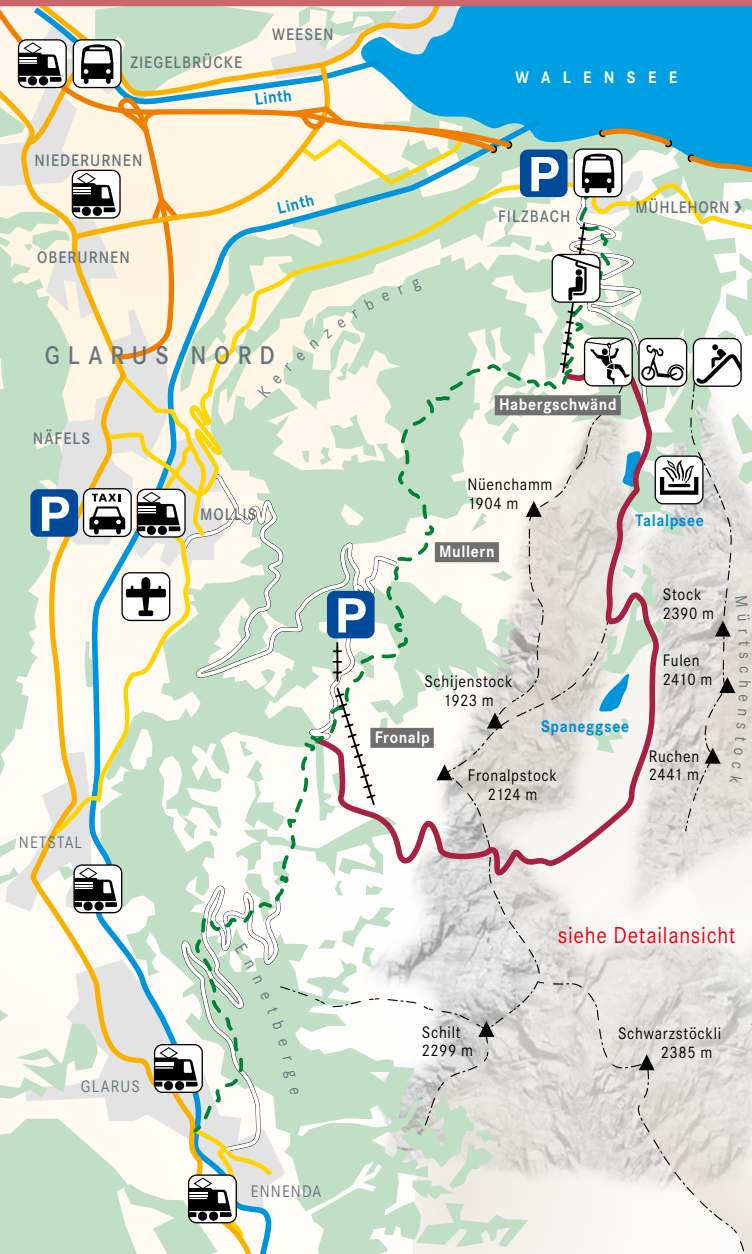 WEESEN
ZIEGELBRÜCKE
WALENSEE
Linth
P
NIEDERURNEN
Linth
MÜHLEHORN ❯
FILZBACH
OBERURNEN
Kerenzerberg
GLARUS NORD
Habergschwänd
NÄFELS
Nüenchamm
1904 m
TAXI
P
MOLLIS
Talalpsee
Mullern
Stock
2390 m
P
Mürtschenstock
Fulen
2410 m
Schijenstock
1923 m
Spaneggsee
Fronalp
Ruchen
2441 m
Fronalpstock
2124 m
NETSTAL
siehe Detailansicht
Ennetberge
Schilt
2299 m
Schwarzstöckli
2385 m
GLARUS
ENNENDA